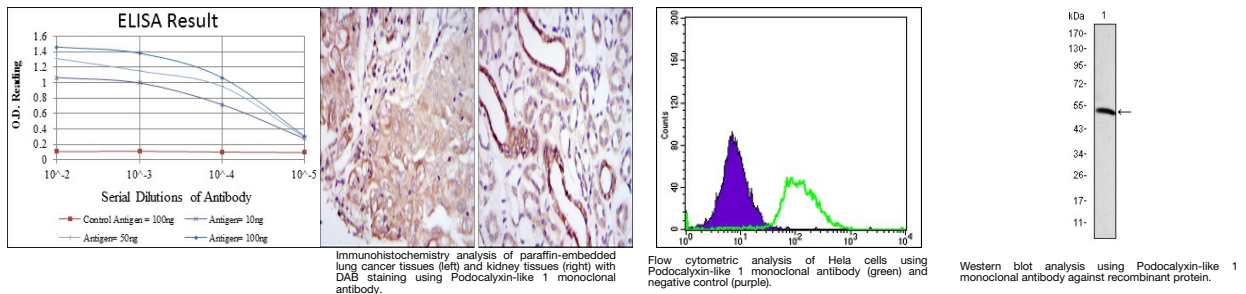 ELISA Result
1.6
1.4
1.2
1
0.8
0.6
0.4
0.2
0
O.D. Reading
10^-2 10^-3 10^-4 10^-5
Serial Dilutions of Antibody
Control Antigen = 100ng
Antigen= 10ng
Antigen= 50ng
Antigen= 100ng
Immunohistochemistry analysis of paraffin-embedded
lung cancer tissues (left) and kidney tissues (right) with
DAB staining using Podocalyxin-like 1 monoclonal
antibody.
200
160
120
80
40
0
Counts
10^0 10^1 10^2 10^3 10^4
Flow cytometric analysis of Hela cells using
Podocalyxin-like 1 monoclonal antibody (green) and
negative control (purple).
kDa 1
170-
130-
95-
72-
55-
43-
34-
26-
17-
11-
←
Western blot analysis using Podocalyxin-like 1
monoclonal antibody against recombinant protein.